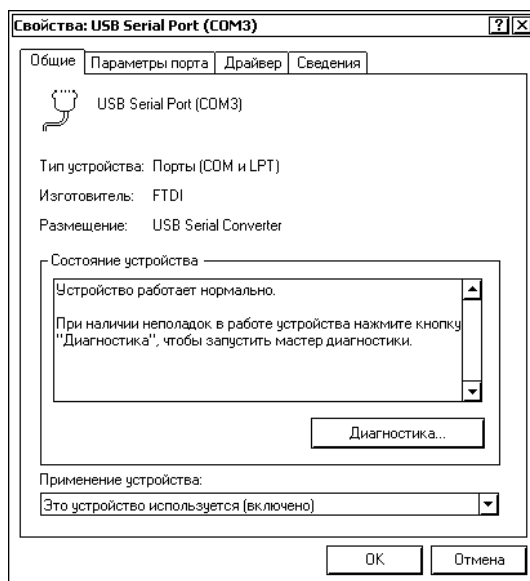 Свойства: USB Serial Port (COM3)
Общие Параметры порта Драйвер Сведения
USB Serial Port (COM3)
Тип устройства: Порты (COM и LPT)
Изготовитель: FTDI
Размещение: USB Serial Converter
Состояние устройства
Устройство работает нормально.
При наличии неполадок в работе устройства нажмите кнопку
"Диагностика", чтобы запустить мастер диагностики.
Диагностика...
Применение устройства:
Это устройство используется (включено)
OK Отмена